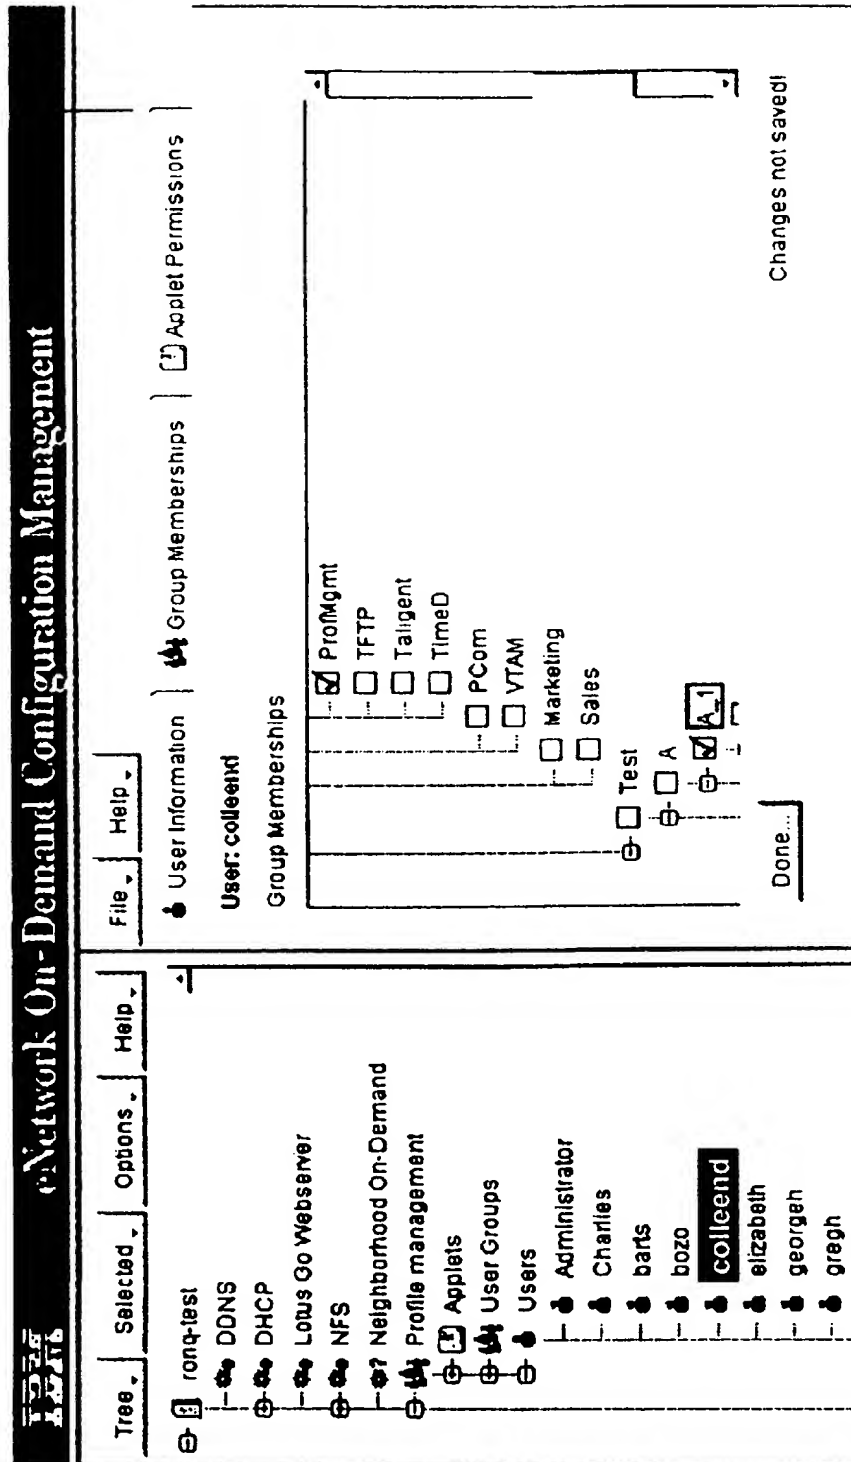 IBM eNetwork On-Demand Configuration Management
Tree Selected Options Help
ronq-test
DDNS
DHCP
Lotus Go Webserver
NFS
Neighborhood On-Demand
Profile management
Applets
User Groups
Users
Administrator
Charlies
barts
bozo
colleend
elizabeth
georgeh
gregh
File Help
User Information Group Memberships Applet Permissions
User: colleend
Group Memberships
ProfMgmt
TFTP
Taligent
TimeD
PCom
VTAM
Marketing
Sales
Test
A
A_1
Done... Changes not saved!